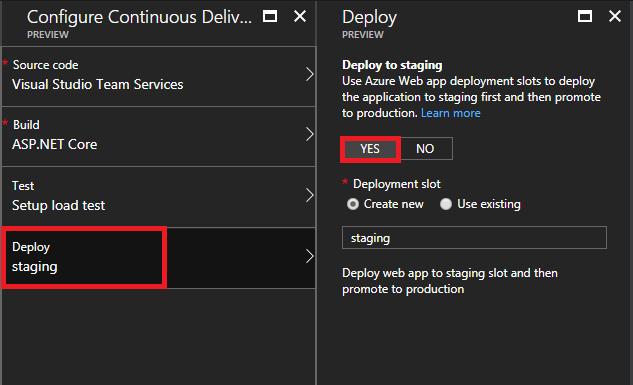 Configure Continuous Deliv...
PREVIEW
* Source code
Visual Studio Team Services
* Build
ASP.NET Core
Test
Setup load test
Deploy
staging
Deploy
PREVIEW
Deploy to staging
Use Azure Web app deployment slots to deploy
the application to staging first and then promote
to production. Learn more
YES NO
* Deployment slot
Create new Use existing
staging
Deploy web app to staging slot and then
promote to production